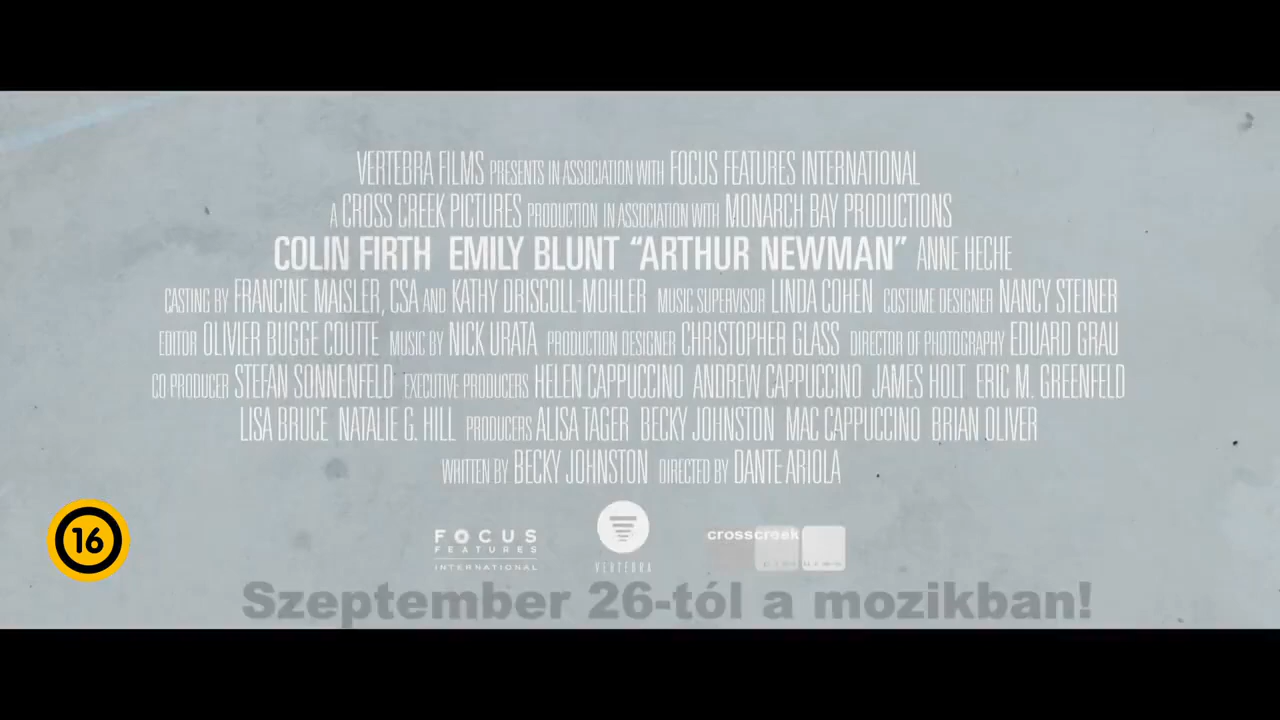 VERTEBRA FILMS PRESENTS IN ASSOCIATION WITH FOCUS FEATURES INTERNATIONAL
A CROSS CREEK PICTURES PRODUCTION IN ASSOCIATION WITH MONARCH BAY PRODUCTIONS
COLIN FIRTH EMILY BLUNT “ARTHUR NEWMAN” ANNE HECHE
CASTING BY FRANCINE MAISLER, CSA AND KATHY DRISCOLL-MOHLER MUSIC SUPERVISOR LINDA COHEN COSTUME DESIGNER NANCY STEINER
EDITOR OLIVIER BUGGE COUTTE MUSIC BY NICK URATA PRODUCTION DESIGNER CHRISTOPHER GLASS DIRECTOR OF PHOTOGRAPHY EDUARD GRAU
CO PRODUCER STEFAN SONNENFELD EXECUTIVE PRODUCERS HELEN CAPPUCCINO ANDREW CAPPUCCINO JAMES HOLT ERIC M. GREENFELD
LISA BRUCE NATALIE G. HILL PRODUCERS ALISA TAGER BECKY JOHNSTON MAC CAPPUCCINO BRIAN OLIVER
WRITTEN BY BECKY JOHNSTON DIRECTED BY DANTE ARIOLA
16
FOCUS
FEATURES
INTERNATIONAL
VERTEBRA
crosscreek
Szeptember 26-tól a mozikban!